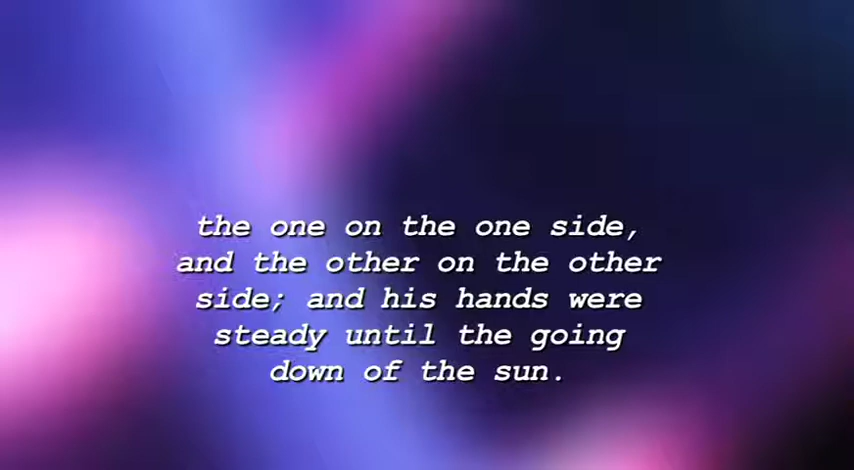 the one on the one side,
and the other on the other
side; and his hands were
steady until the going
down of the sun.